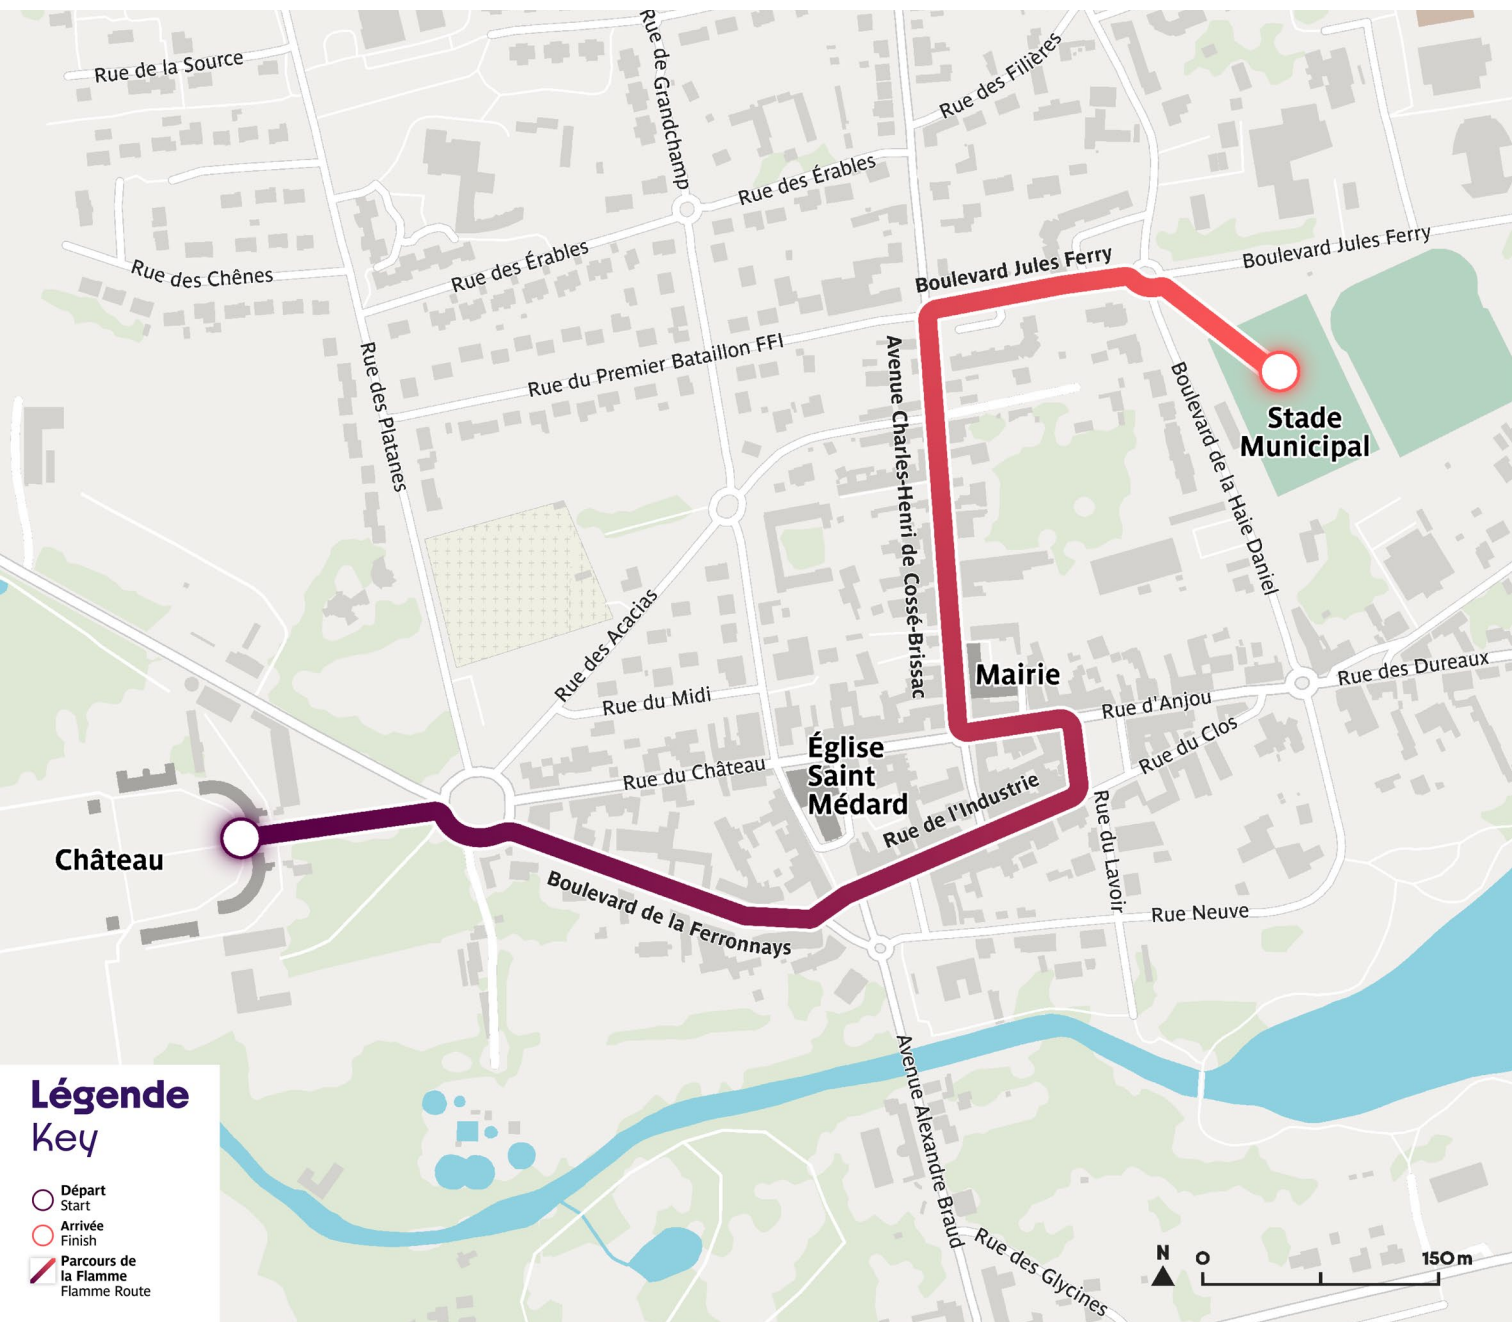 Rue de la Source
Rue de Grandchamp
Rue des Filières
Rue des Érables
Rue des Érables
Rue des Chênes
Boulevard Jules Ferry
Boulevard Jules Ferry
Rue du Premier Bataillon FFI
Rue des Platanes
Avenue Charles-Henri de Cossé-Brissac
Boulevard de la Haie Daniel
Stade
Municipal
Rue des Acacias
Rue du Midi
Mairie
Rue des Dureaux
Rue d'Anjou
Rue du Clos
Église
Saint
Médard
Rue du Château
Rue de l'Industrie
Rue du Lavoir
Château
Boulevard de la Ferronnays
Rue Neuve
Avenue Alexandre Braud
Rue des Glycines
Légende
Key
Départ
Start
Arrivée
Finish
Parcours de
la Flamme
Flamme Route
N 0 150m